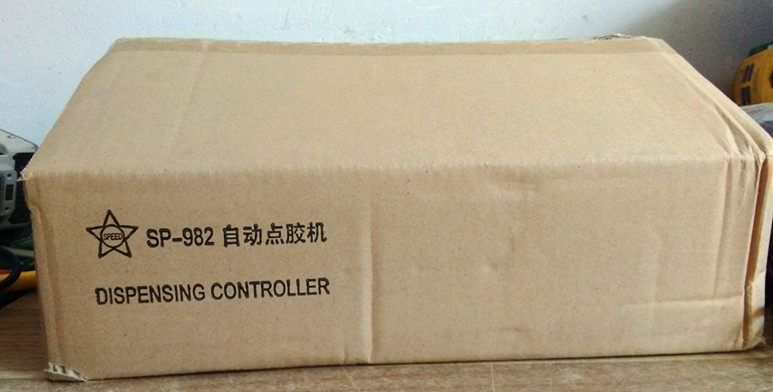 SPEED SP-982 自动点胶机
DISPENSING CONTROLLER